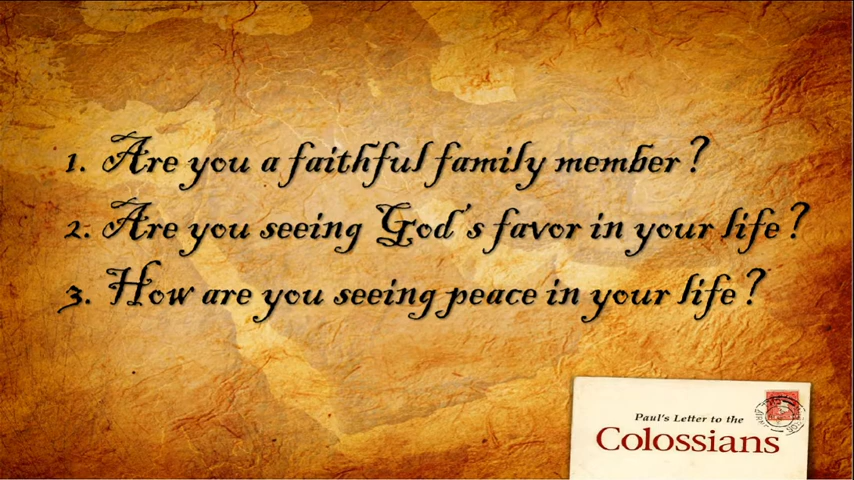 1. Are you a faithful family member?
2. Are you seeing God's favor in your life?
3. How are you seeing peace in your life?
Paul's Letter to the
Colossians